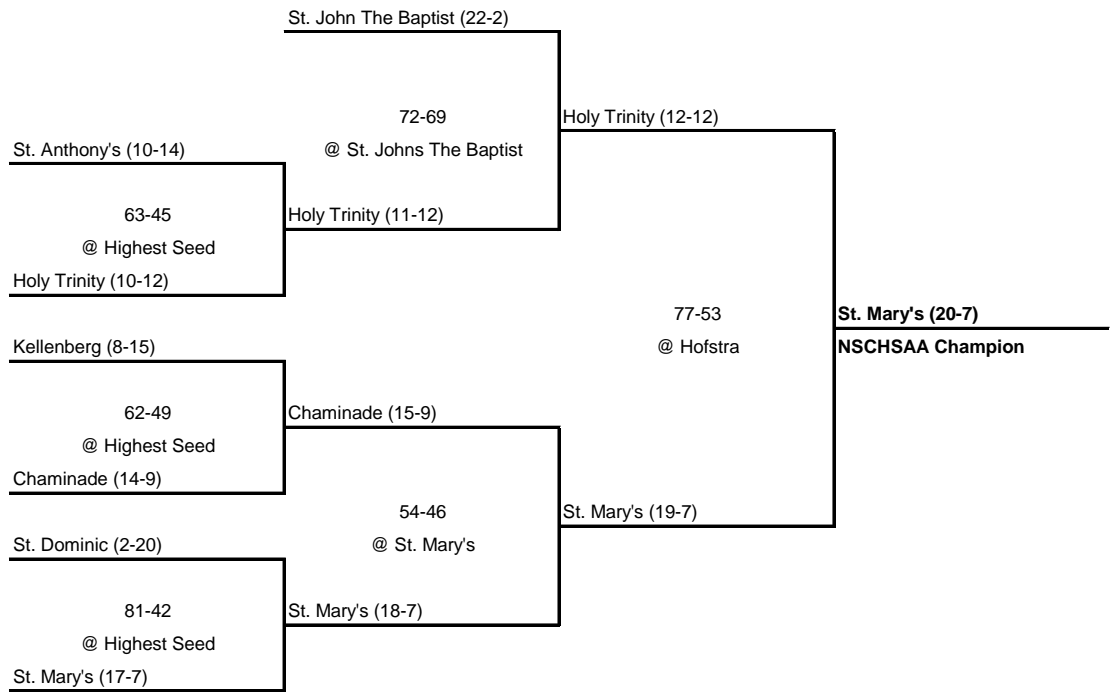 St. John The Baptist (22-2)
72-69
@ St. Johns The Baptist
Holy Trinity (12-12)
St. Anthony's (10-14)
63-45
@ Highest Seed
Holy Trinity (11-12)
Holy Trinity (10-12)
77-53
@ Hofstra
St. Mary's (20-7)
NSCHSAA Champion
Kellenberg (8-15)
62-49
@ Highest Seed
Chaminade (15-9)
Chaminade (14-9)
54-46
@ St. Mary's
St. Mary's (19-7)
St. Dominic (2-20)
81-42
@ Highest Seed
St. Mary's (18-7)
St. Mary's (17-7)